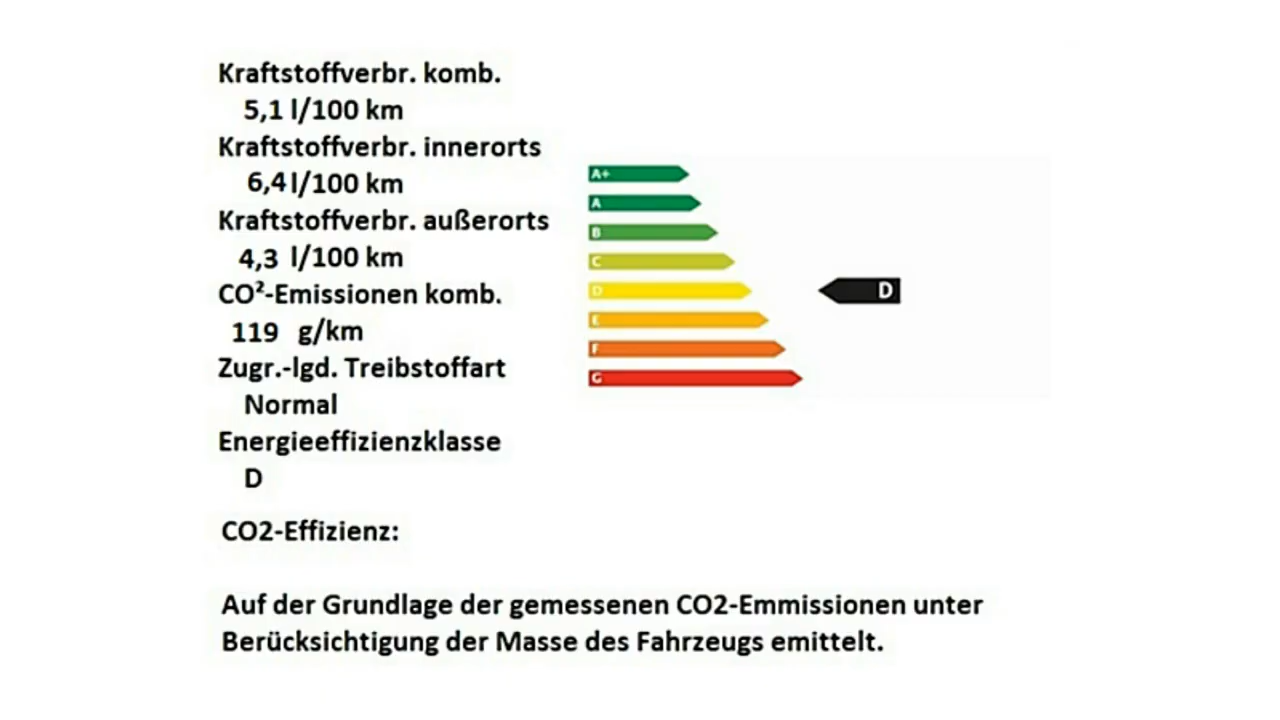 Kraftstoffverbr. komb.
5,1 l/100 km
Kraftstoffverbr. innerorts
6,4 l/100 km
Kraftstoffverbr. außerorts
4,3 l/100 km
CO²-Emissionen komb.
119 g/km
Zugr.-lgd. Treibstoffart
Normal
Energieeffizienzklasse
D
A+
A
B
C
D
E
F
G
D
CO2-Effizienz:
Auf der Grundlage der gemessenen CO2-Emmissionen unter
Berücksichtigung der Masse des Fahrzeugs emittelt.